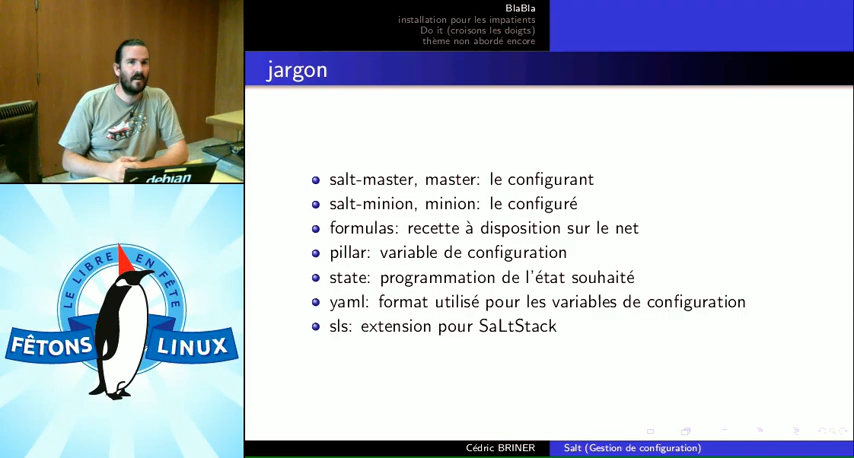 BlaBla
installation pour les impatients
Do it (croisons les doigts)
thème non abordé encore
jargon
debian
salt-master, master: le configurant
salt-minion, minion: le configuré
formulas: recette à disposition sur le net
pillar: variable de configuration
state: programmation de l'état souhaité
yaml: format utilisé pour les variables de configuration
sls: extension pour SaLtStack
LE LIBRE EN FÊTE
FÊTONS LINUX
Cédric BRINER
Salt (Gestion de configuration)